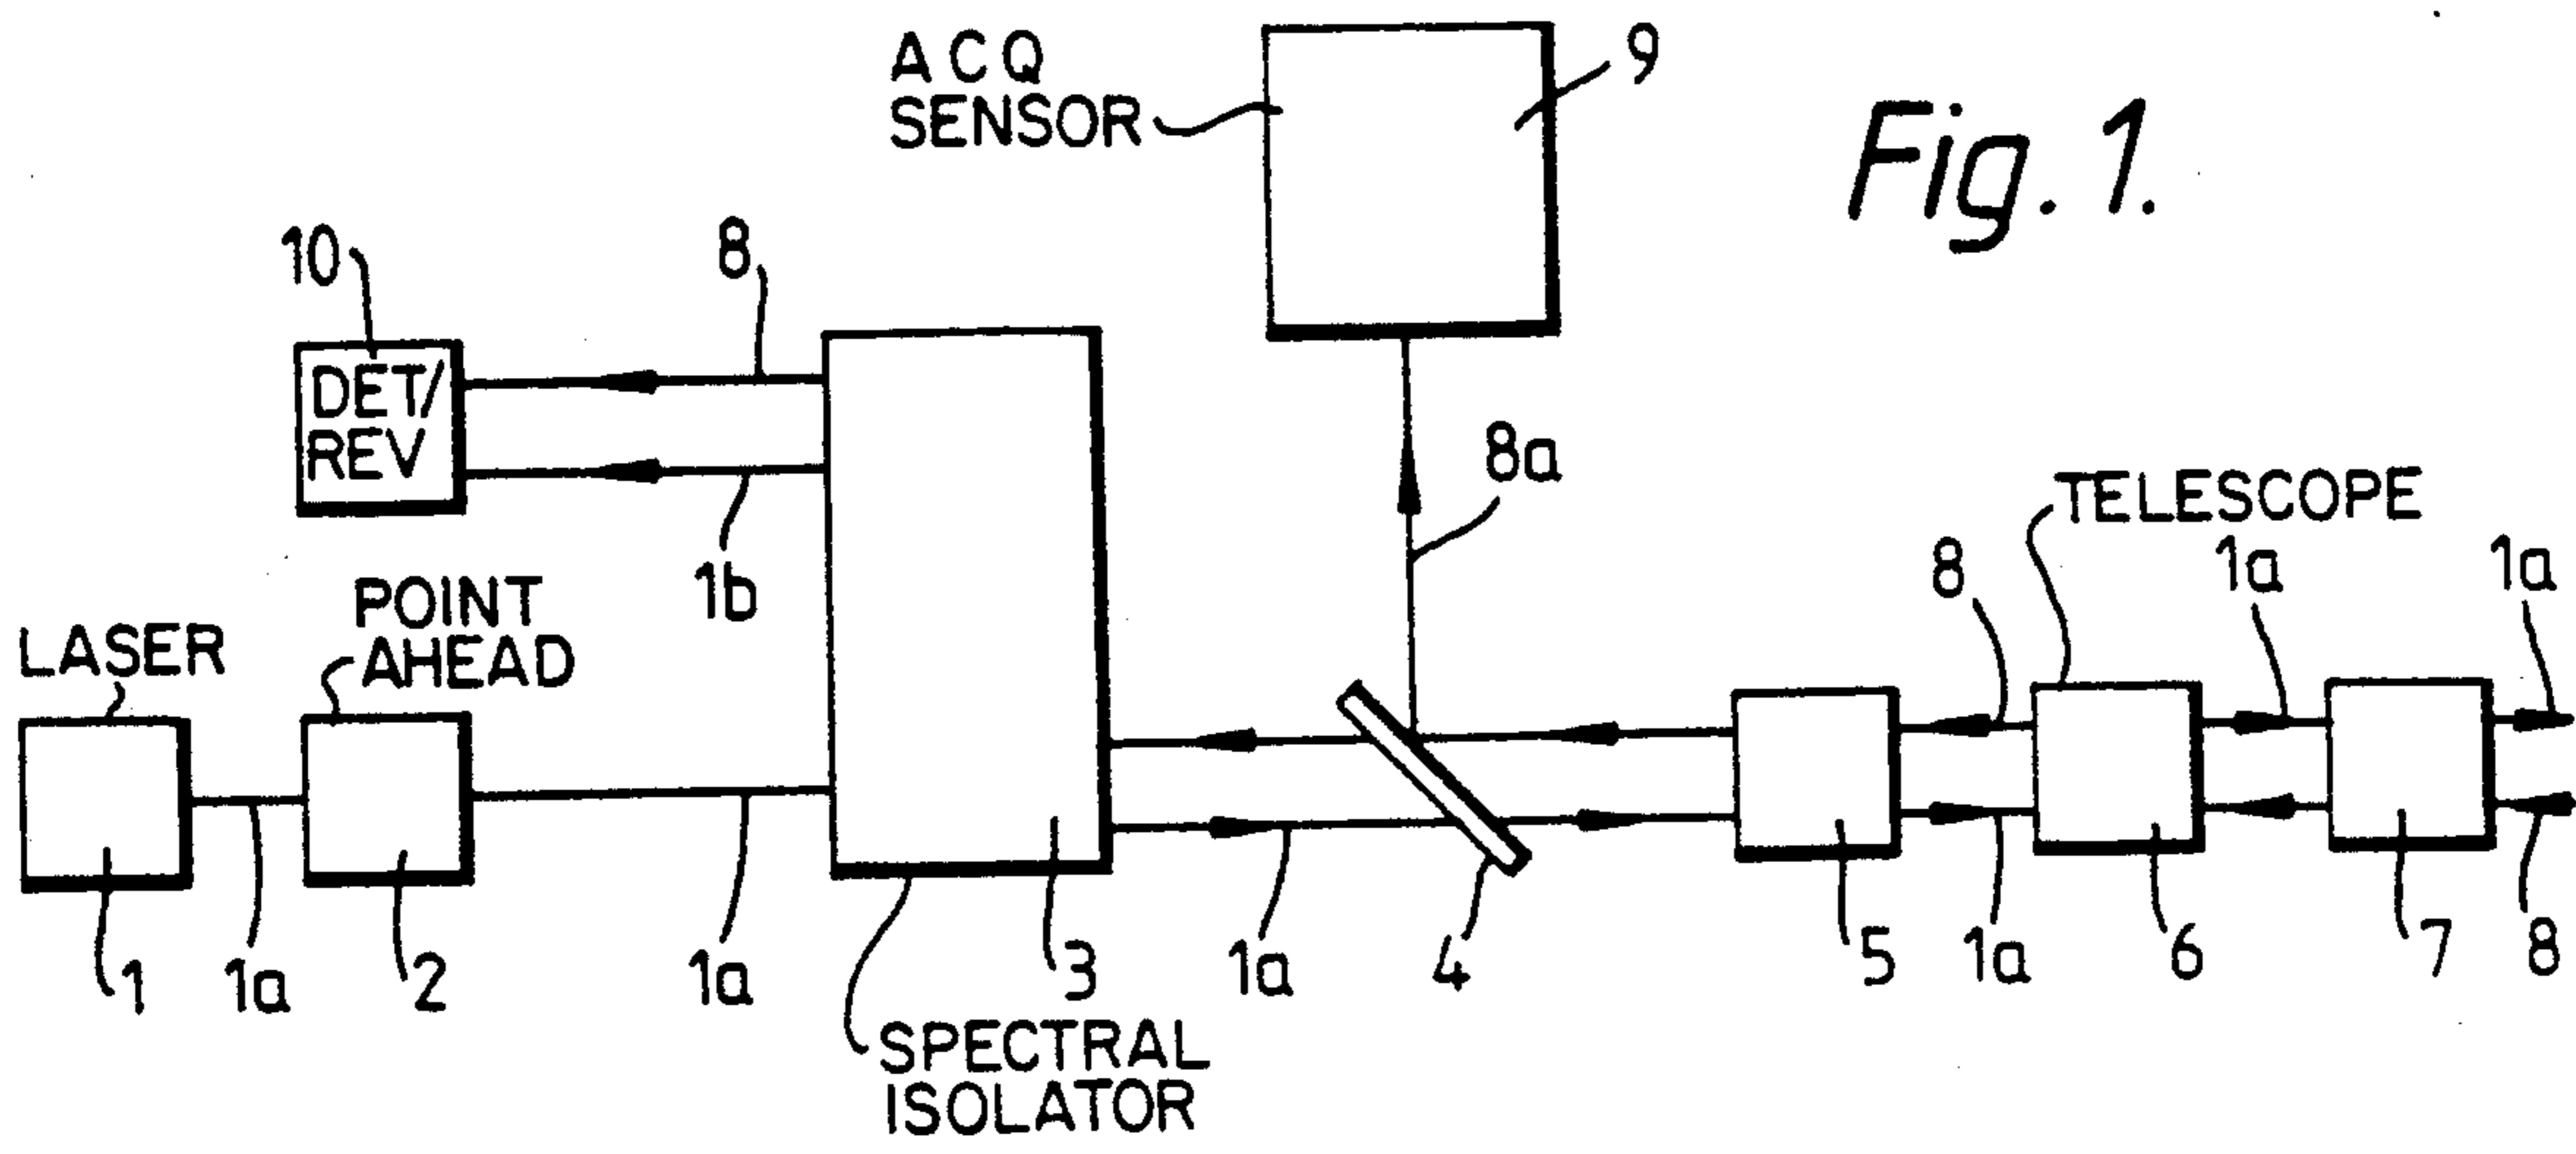 ACQ
SENSOR
9
Fig. 1.
10
8
DET/
REV
8a
1b
TELESCOPE
8
1a
1a
POINT
AHEAD
LASER
1
1a
2
1a
3
1a
4
5
1a
6
7
8
SPECTRAL
ISOLATOR